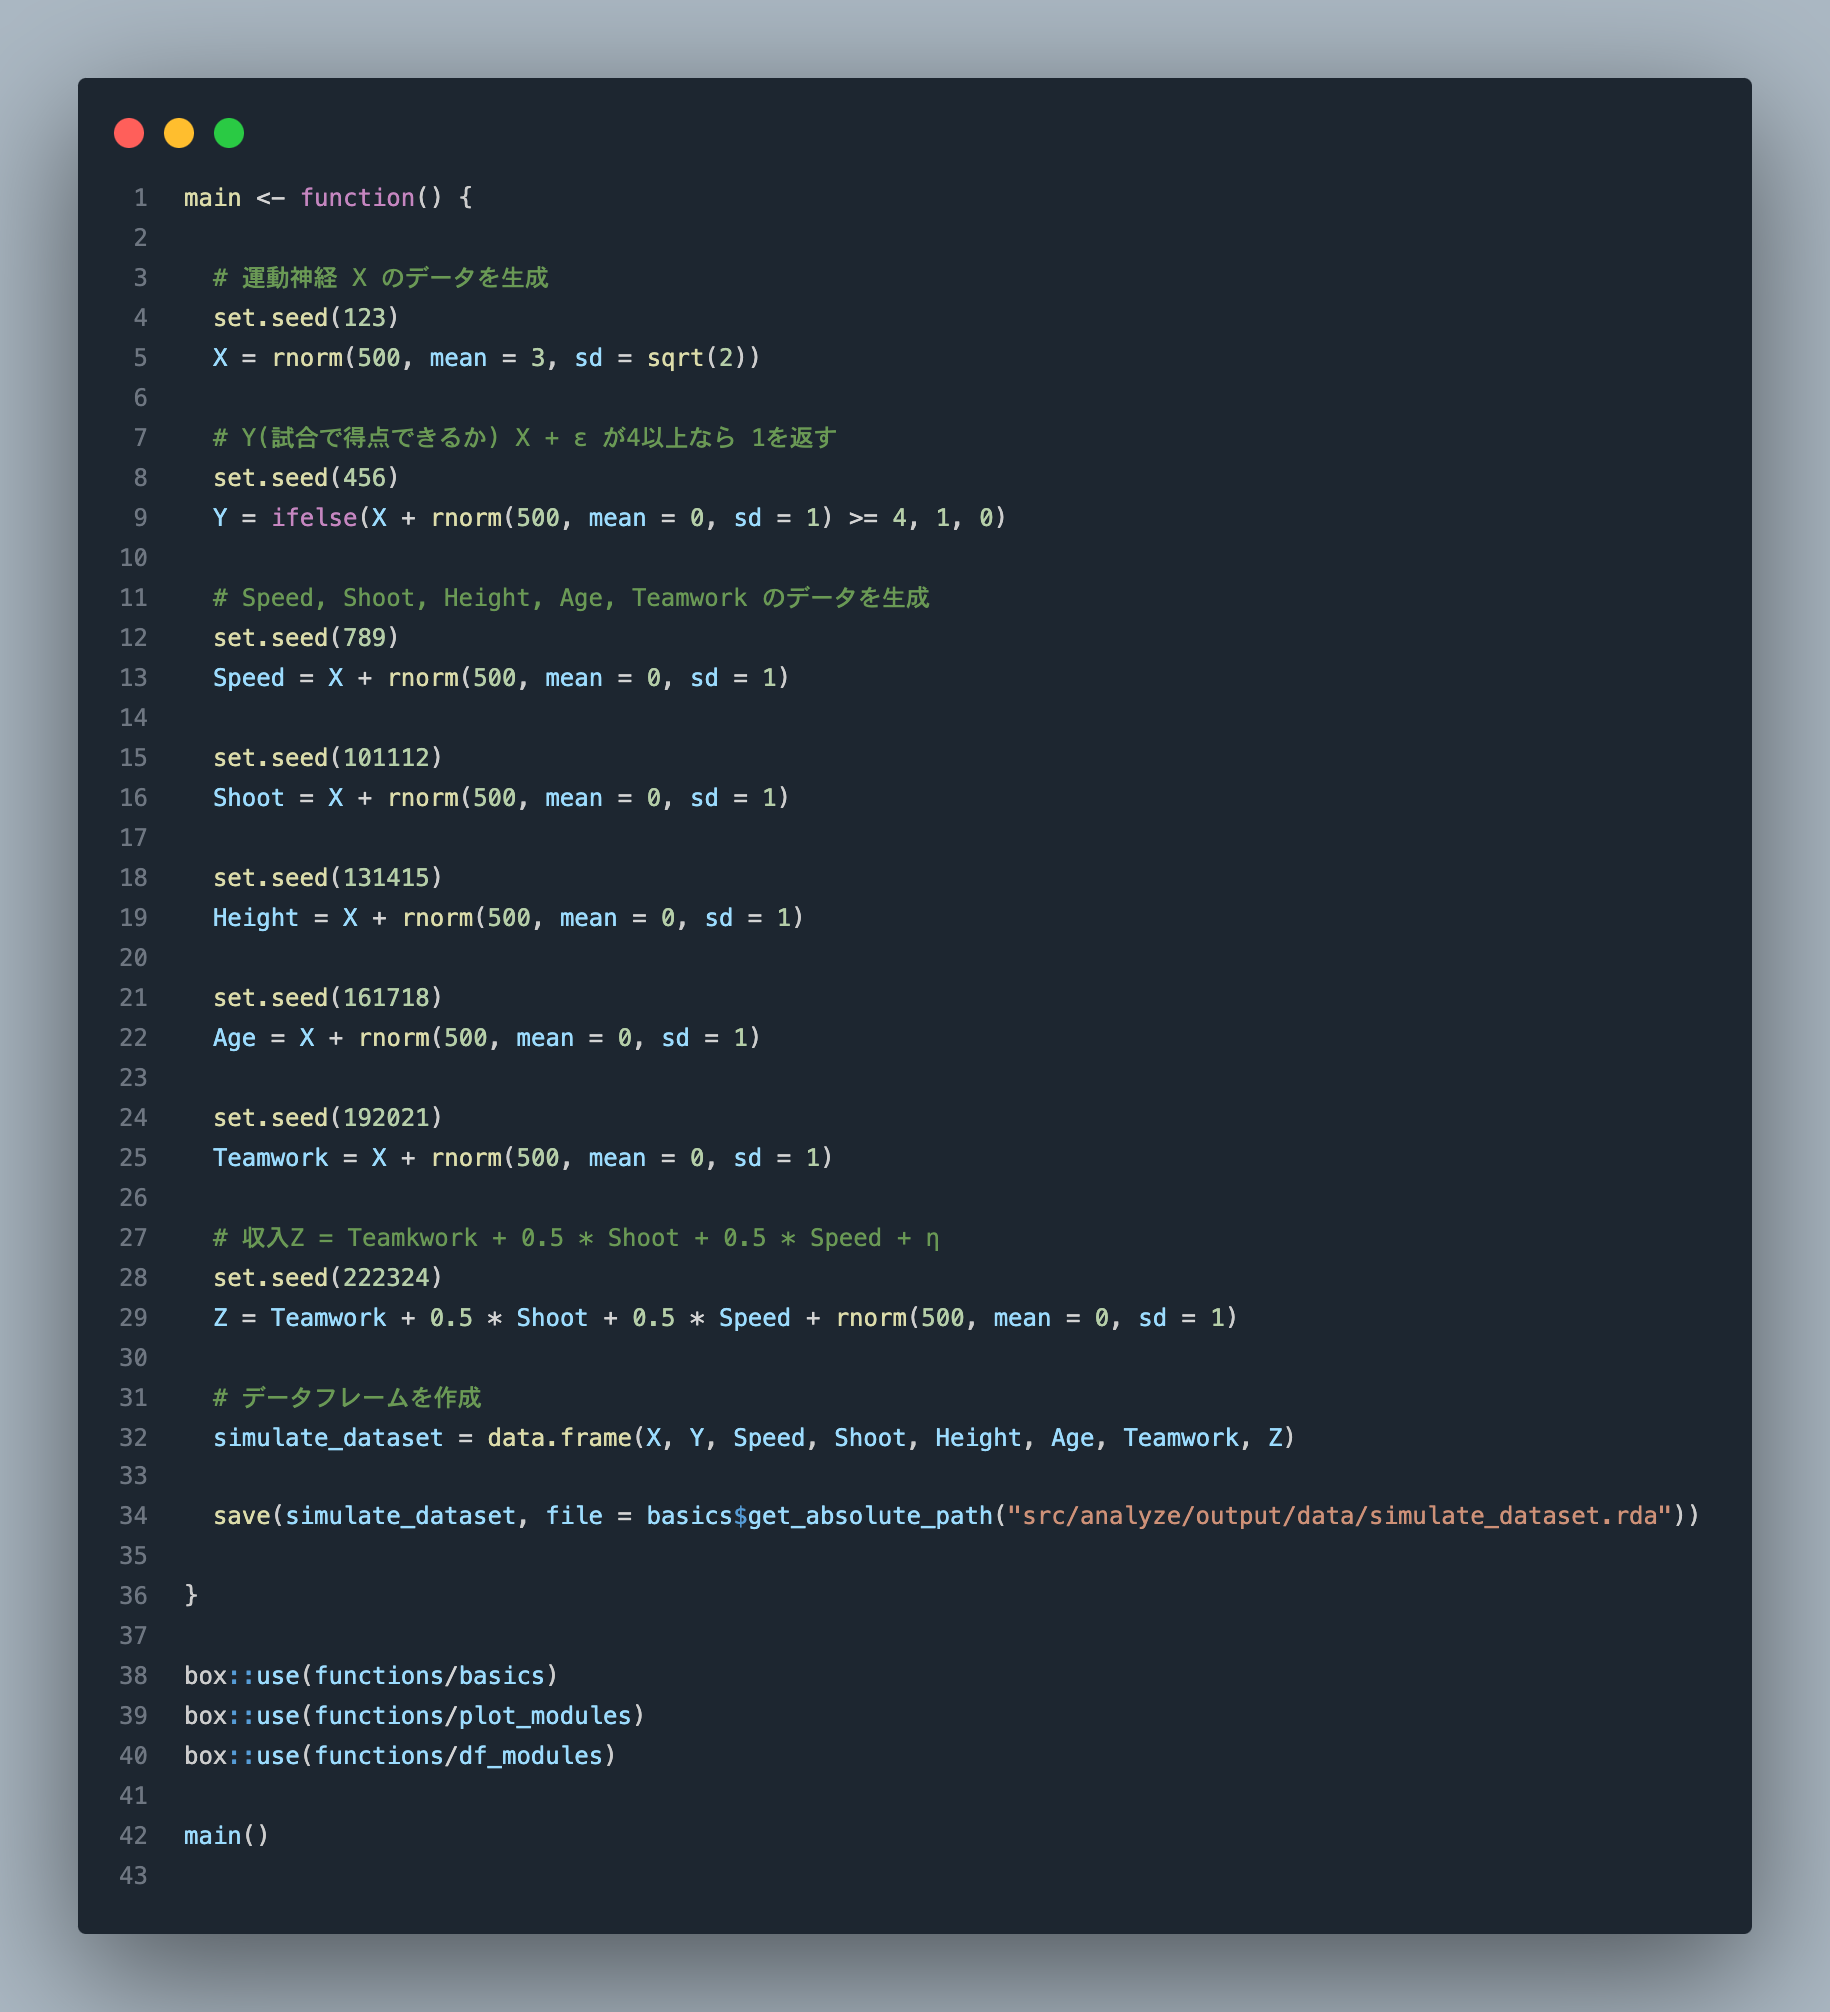 1 main <- function() {
2
3 # 運動神経 X のデータを生成
4 set.seed(123)
5 X = rnorm(500, mean = 3, sd = sqrt(2))
6
7 # Y(試合で得点できるか) X + ε が4以上なら 1を返す
8 set.seed(456)
9 Y = ifelse(X + rnorm(500, mean = 0, sd = 1) >= 4, 1, 0)
10
11 # Speed, Shoot, Height, Age, Teamwork のデータを生成
12 set.seed(789)
13 Speed = X + rnorm(500, mean = 0, sd = 1)
14
15 set.seed(101112)
16 Shoot = X + rnorm(500, mean = 0, sd = 1)
17
18 set.seed(131415)
19 Height = X + rnorm(500, mean = 0, sd = 1)
20
21 set.seed(161718)
22 Age = X + rnorm(500, mean = 0, sd = 1)
23
24 set.seed(192021)
25 Teamwork = X + rnorm(500, mean = 0, sd = 1)
26
27 # 収入Z = Teamkwork + 0.5 * Shoot + 0.5 * Speed + η
28 set.seed(222324)
29 Z = Teamwork + 0.5 * Shoot + 0.5 * Speed + rnorm(500, mean = 0, sd = 1)
30
31 # データフレームを作成
32 simulate_dataset = data.frame(X, Y, Speed, Shoot, Height, Age, Teamwork, Z)
33
34 save(simulate_dataset, file = basics$get_absolute_path("src/analyze/output/data/simulate_dataset.rda"))
35
36 }
37
38 box::use(functions/basics)
39 box::use(functions/plot_modules)
40 box::use(functions/df_modules)
41
42 main()
43